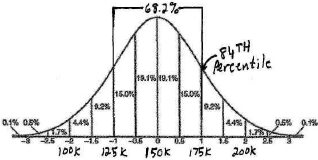 68.2%
84TH
Percentile
19.1% 19.1%
15.0% 15.0%
9.2% 9.2%
0.1% 0.5% 4.4% 4.4% 0.5% 0.1%
1.7% 1.7%
-3 -2.5 -2 -1.5 -1 -0.5 0 0.5 1 1.5 2 2.5 3
100K 125K 150K 175K 200K